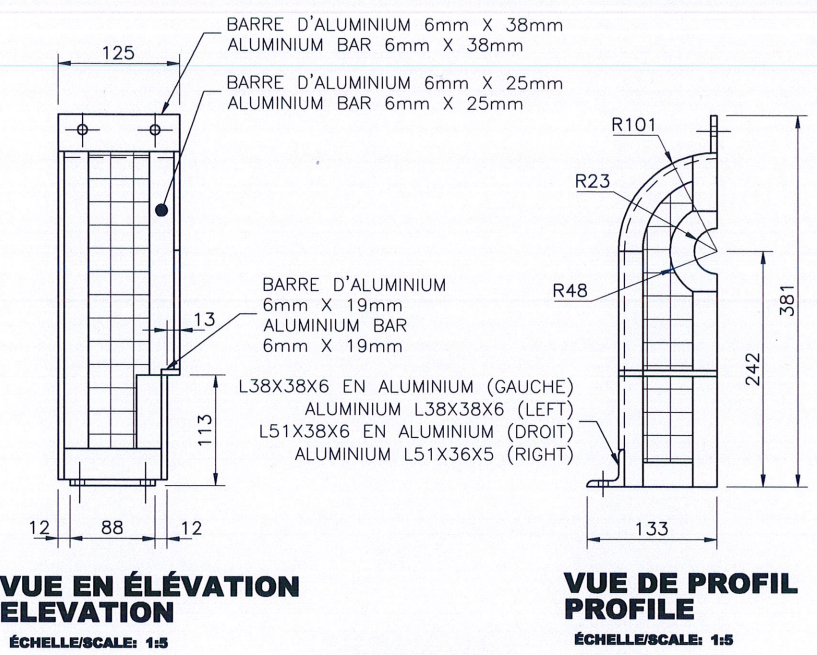 BARRE D'ALUMINIUM 6mm X 38mm
ALUMINIUM BAR 6mm X 38mm
125
BARRE D'ALUMINIUM 6mm X 25mm
ALUMINIUM BAR 6mm X 25mm
BARRE D'ALUMINIUM
6mm X 19mm
ALUMINIUM BAR
6mm X 19mm
13
L38X38X6 EN ALUMINIUM (GAUCHE)
ALUMINIUM L38X38X6 (LEFT)
L51X38X6 EN ALUMINIUM (DROIT)
ALUMINIUM L51X36X5 (RIGHT)
113
12
88
12
VUE EN ÉLÉVATION
ELEVATION
ÉCHELLE/SCALE: 1:5
R101
R23
R48
381
242
133
VUE DE PROFIL
PROFILE
ÉCHELLE/SCALE: 1:5